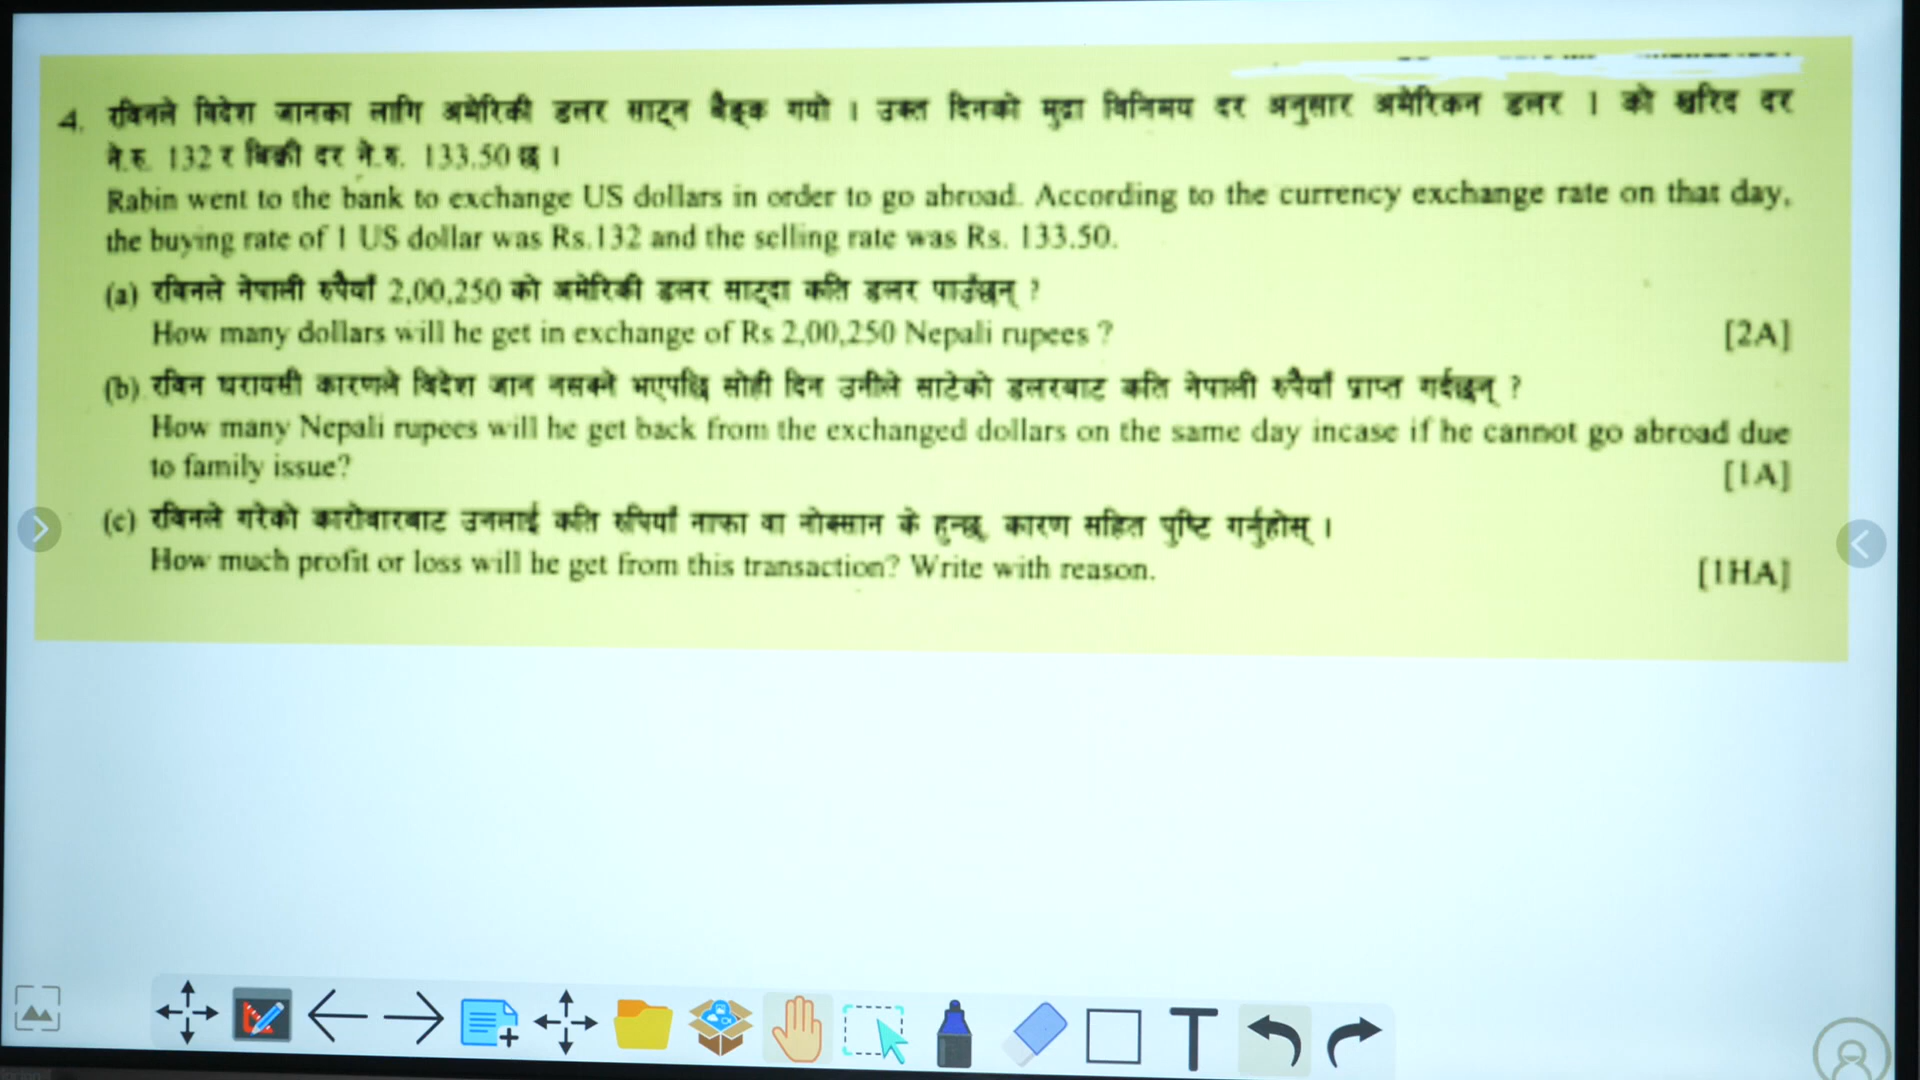 4. रविनले विदेश जानका लागि अमेरिकी डलर साट्न बैङ्क गयो । उक्त दिनको मुद्रा विनिमय दर अनुसार अमेरिकन डलर 1 को खरिद दर
ने.रु. 132 र बिक्री दर ने.रु. 133.50 छ ।
Rabin went to the bank to exchange US dollars in order to go abroad. According to the currency exchange rate on that day,
the buying rate of 1 US dollar was Rs.132 and the selling rate was Rs. 133.50.
(a) रविनले नेपाली रुपैयाँ 2,00,250 को अमेरिकी डलर साट्दा कति डलर पाउँछन् ?
How many dollars will he get in exchange of Rs 2,00,250 Nepali rupees ? [2A]
(b) रविन घरायसी कारणले विदेश जान नसक्ने भएपछि सोही दिन उनीले साटेको डलरबाट कति नेपाली रुपैयाँ प्राप्त गर्दछन् ?
How many Nepali rupees will he get back from the exchanged dollars on the same day incase if he cannot go abroad due
to family issue? [1A]
(c) रविनले गरेको कारोबारबाट उनलाई कति रुपियाँ नाफा वा नोक्सान के हुन्छ, कारण सहित पुष्टि गर्नुहोस् ।
How much profit or loss will he get from this transaction? Write with reason. [1HA]
T